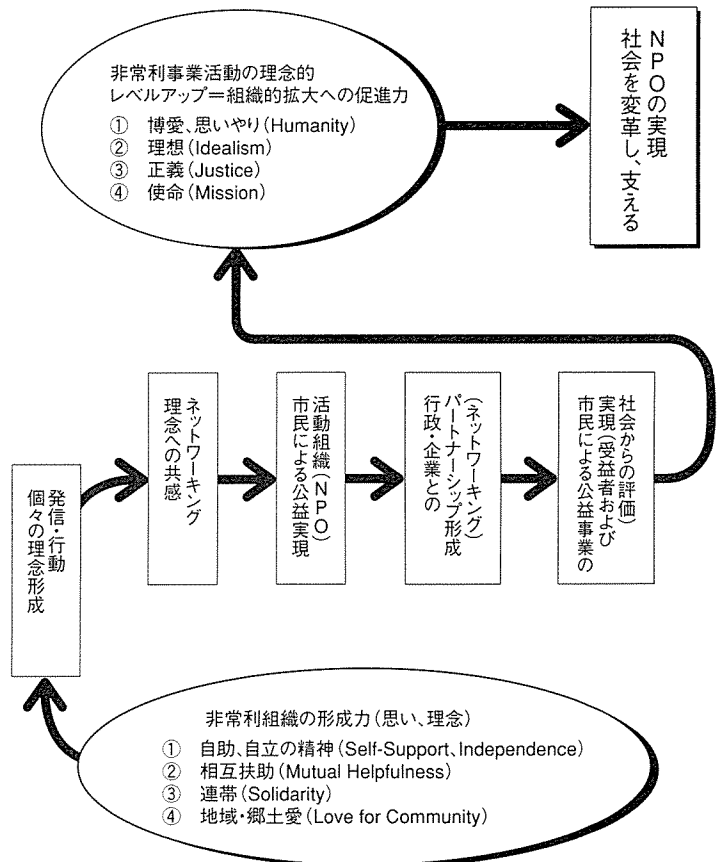 非常利事業活動の理念的
レベルアップ＝組織的拡大への促進力
① 博愛、思いやり（Humanity）
② 理想（Idealism）
③ 正義（Justice）
④ 使命（Mission）
社会を変革し、支える
NPOの実現
個々の理念形成
発信・行動
理念への共感
ネットワーキング
市民による公益実現
活動組織（NPO）
行政・企業との
パートナーシップ形成
（ネットワーキング）
市民による公益事業の
実現（受益者および
社会からの評価）
非常利組織の形成力（思い、理念）
① 自助、自立の精神（Self-Support、Independence）
② 相互扶助（Mutual Helpfulness）
③ 連帯（Solidarity）
④ 地域・郷土愛（Love for Community）